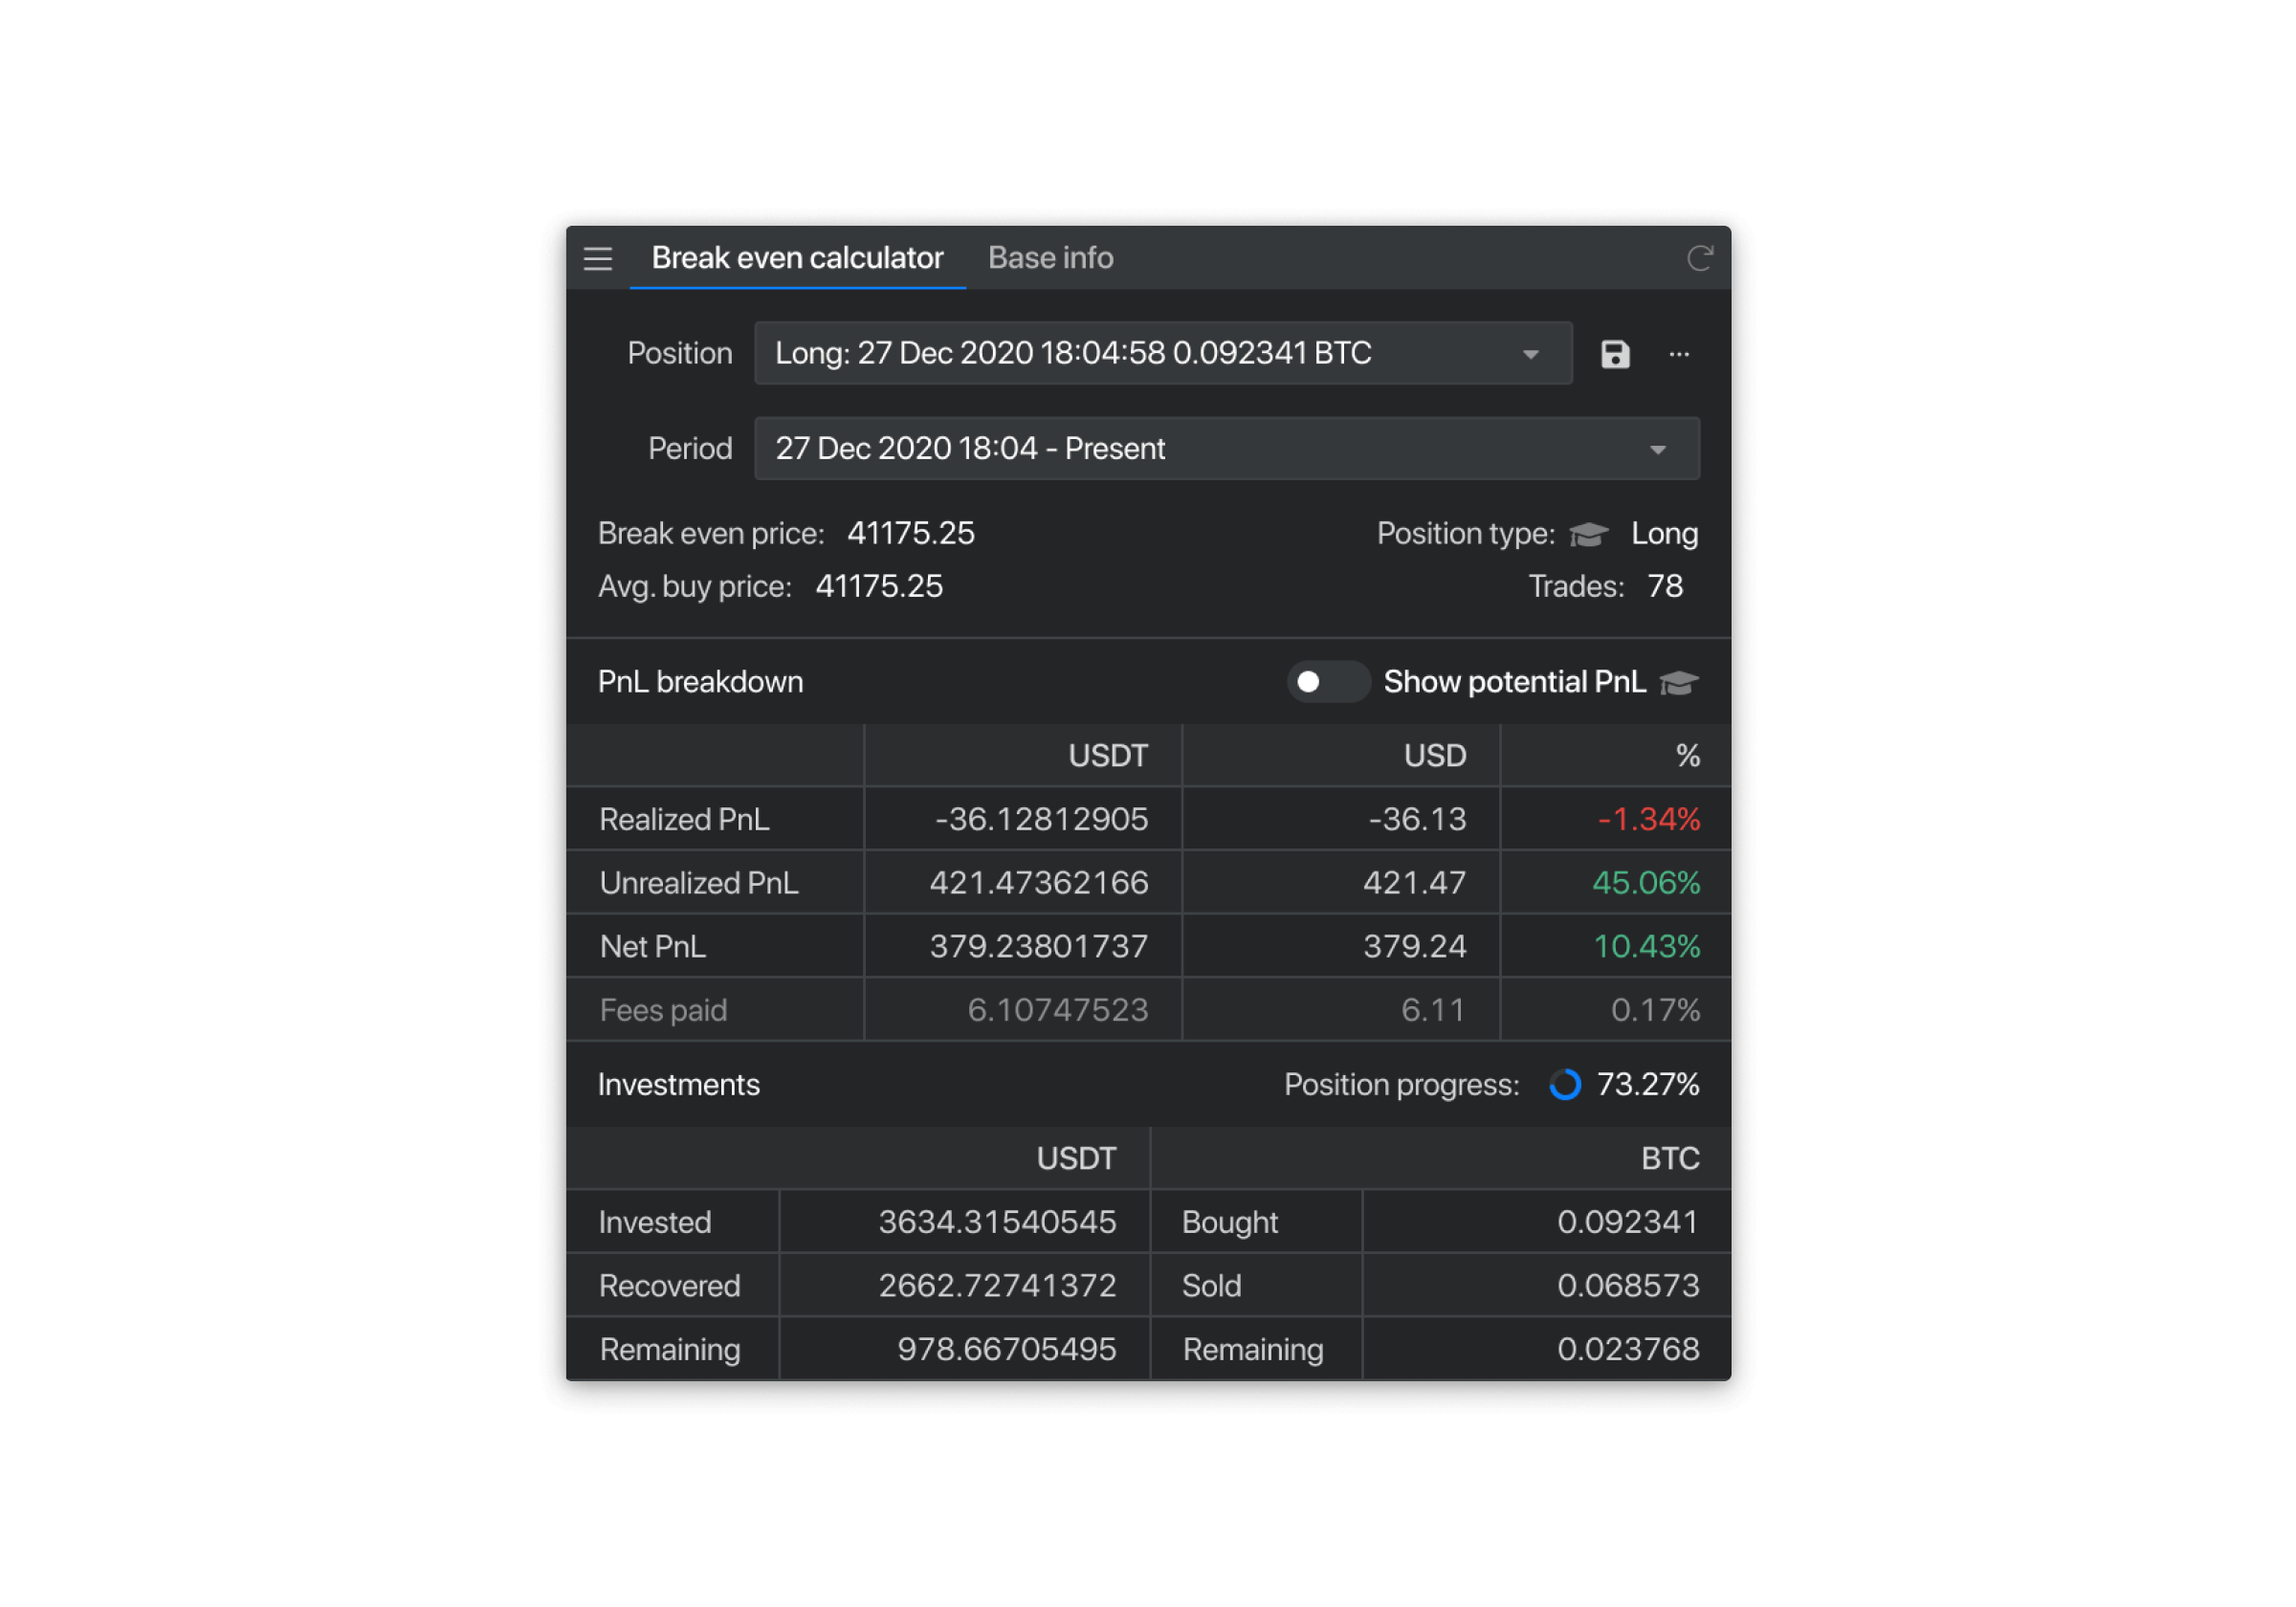 Break even calculator Base info
Position Long: 27 Dec 2020 18:04:58 0.092341 BTC ...
Period 27 Dec 2020 18:04 - Present
Break even price: 41175.25 Position type: Long
Avg. buy price: 41175.25 Trades: 78
PnL breakdown Show potential PnL
USDT USD %
Realized PnL -36.12812905 -36.13 -1.34%
Unrealized PnL 421.47362166 421.47 45.06%
Net PnL 379.23801737 379.24 10.43%
Fees paid 6.10747523 6.11 0.17%
Investments Position progress: 73.27%
USDT BTC
Invested 3634.31540545 Bought 0.092341
Recovered 2662.72741372 Sold 0.068573
Remaining 978.66705495 Remaining 0.023768